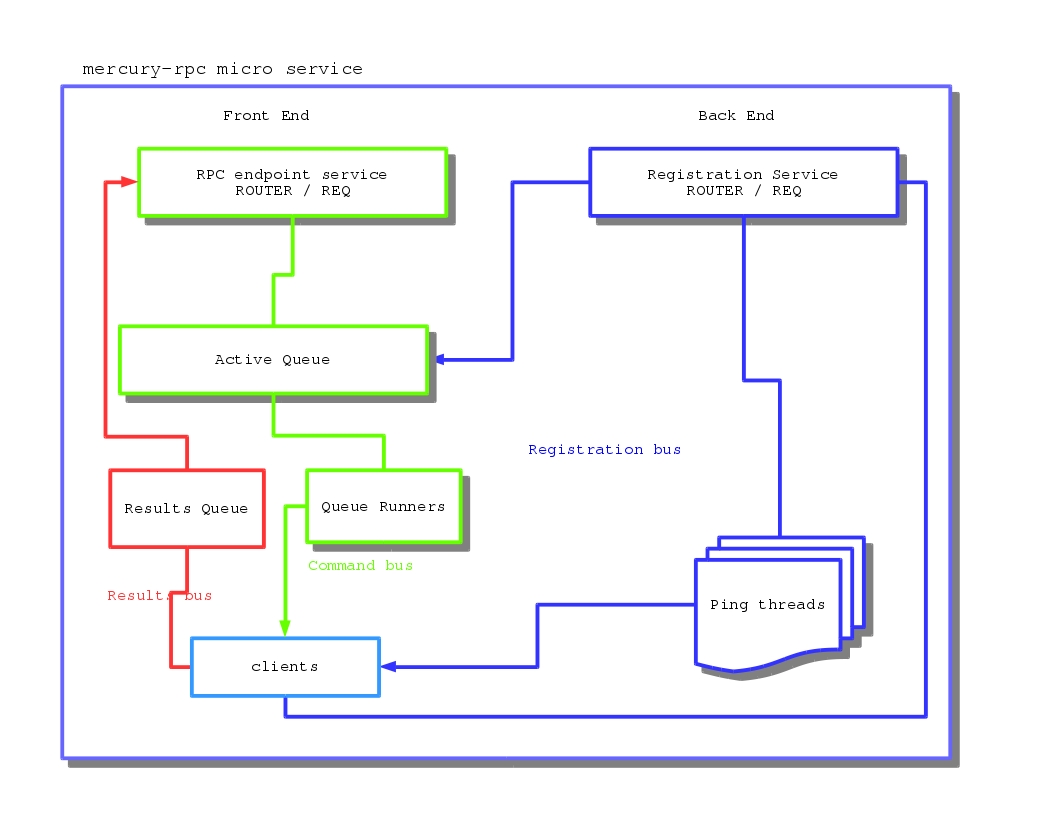 mercury-rpc micro service
Front End
Back End
RPC endpoint service
ROUTER / REQ
Registration Service
ROUTER / REQ
Active Queue
Registration bus
Results Queue
Queue Runners
Command bus
Results bus
Ping threads
clients